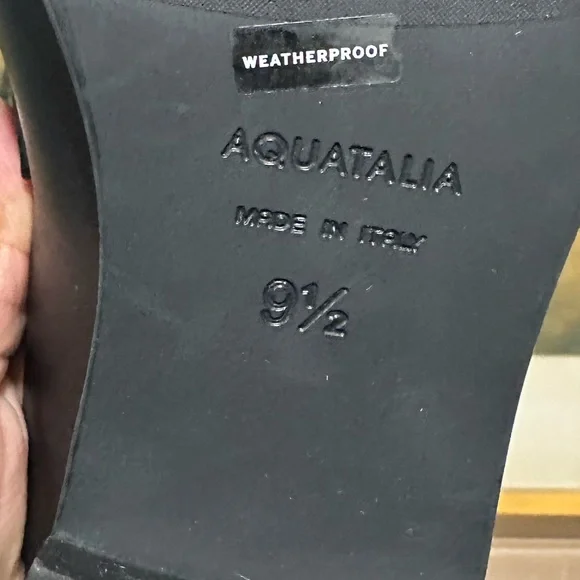 WEATHERPROOF
AQUATALIA
MADE IN ITALY
9½